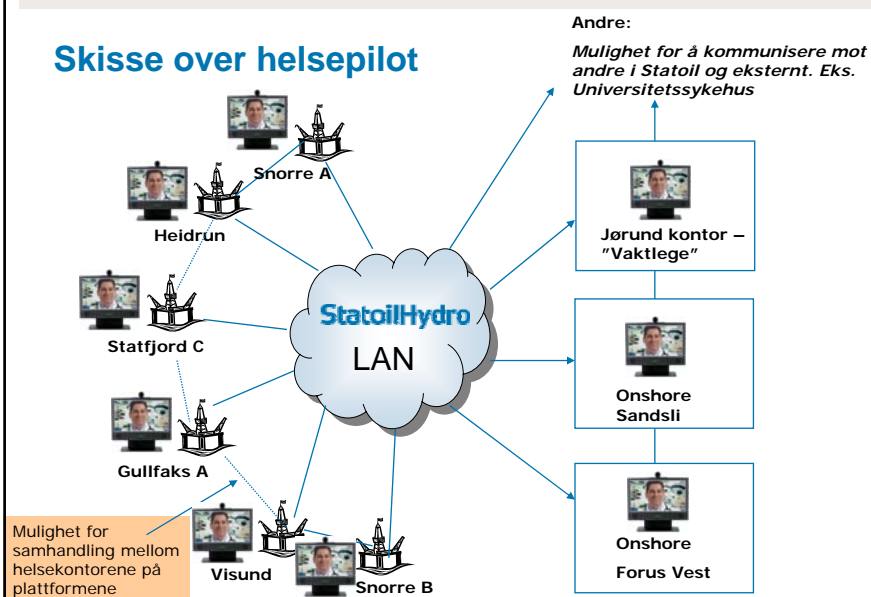 Skisse over helsepilot
Andre:
Mulighet for å kommunisere mot
andre i Statoil og eksternt. Eks.
Universitetssykehus
Snorre A
Heidrun
Statfjord C
Gullfaks A
Visund
Snorre B
StatoilHydro
LAN
Jørund kontor –
"Vaktlege"
Onshore
Sandsli
Onshore
Forus Vest
Mulighet for
samhandling mellom
helsekontorene på
plattformene